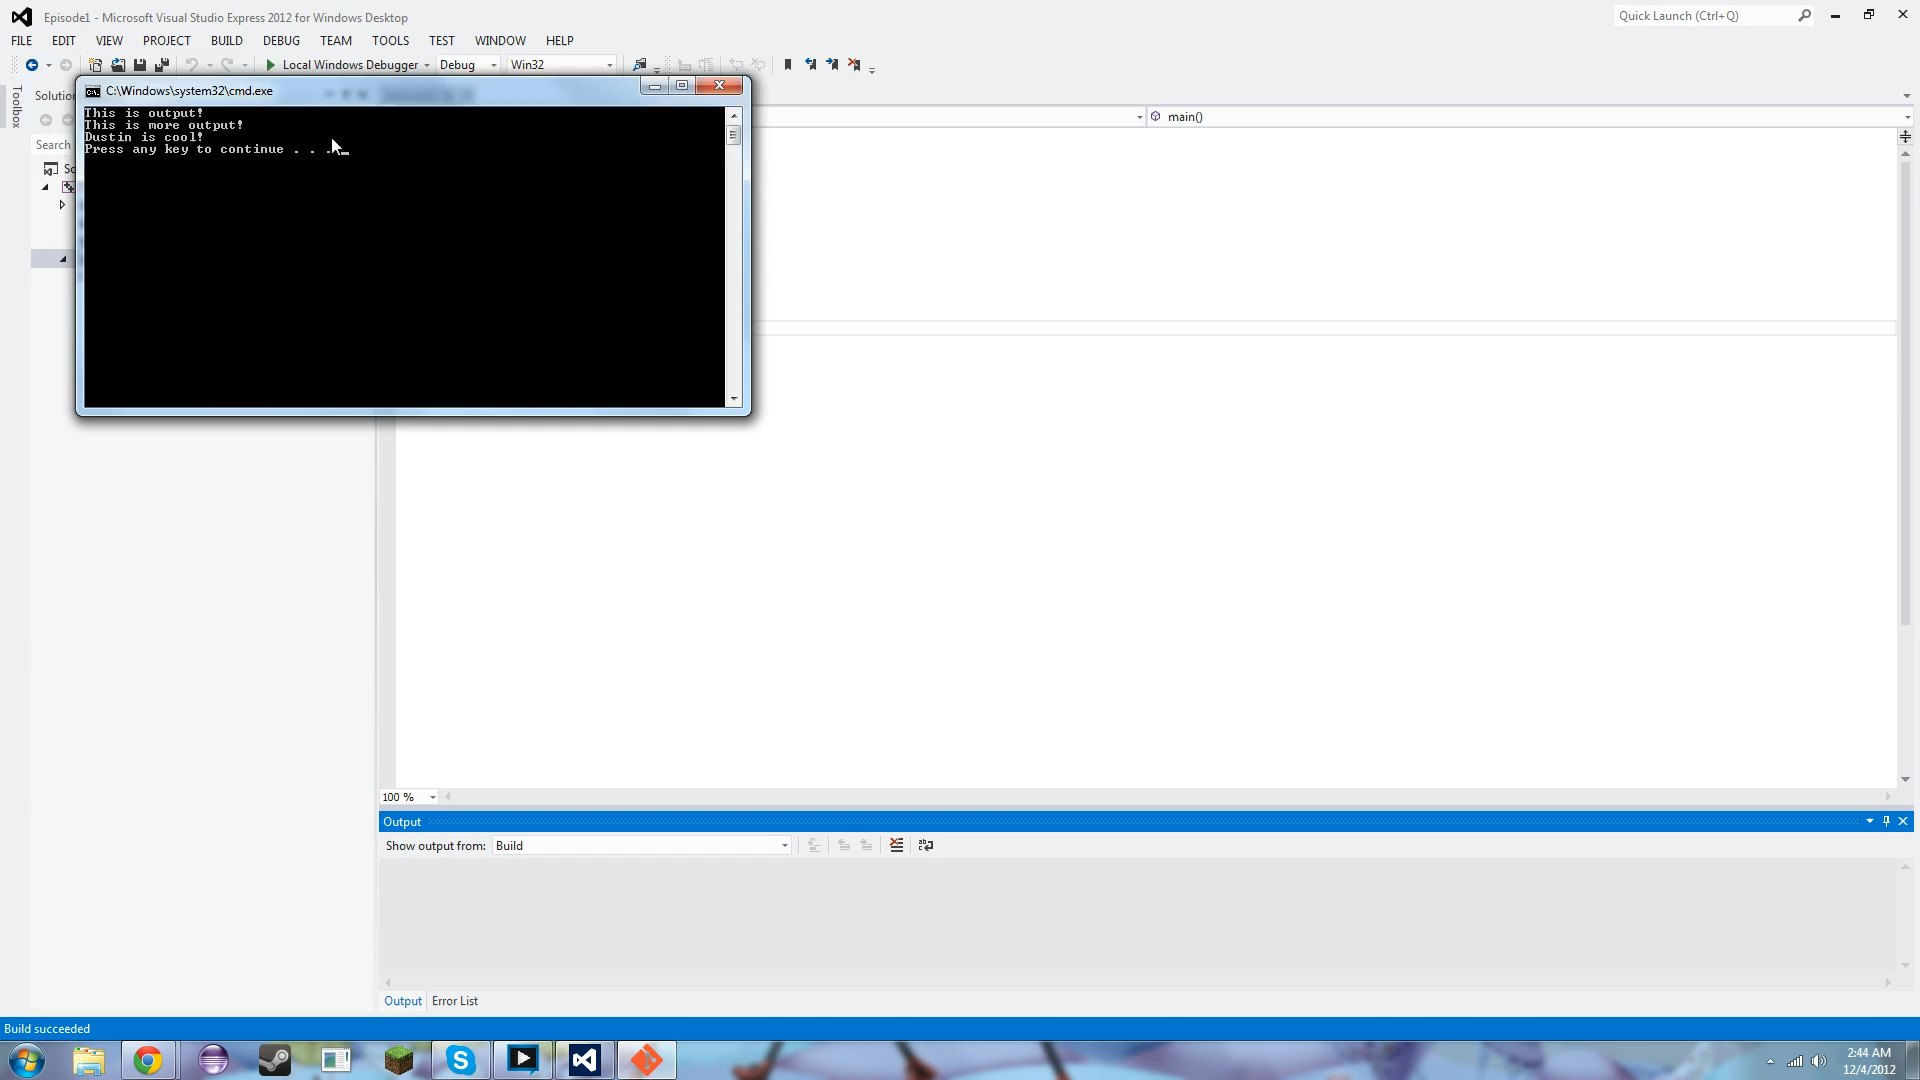 Episode1 - Microsoft Visual Studio Express 2012 for Windows Desktop
Quick Launch (Ctrl+Q)
FILE EDIT VIEW PROJECT BUILD DEBUG TEAM TOOLS TEST WINDOW HELP
Local Windows Debugger Debug Win32
C:\Windows\system32\cmd.exe
This is output!
This is more output!
Dustin is cool!
Press any key to continue . . .
Toolbox
main()
Search
100 %
Output
Show output from: Build
Output Error List
Build succeeded
2:44 AM
12/4/2012